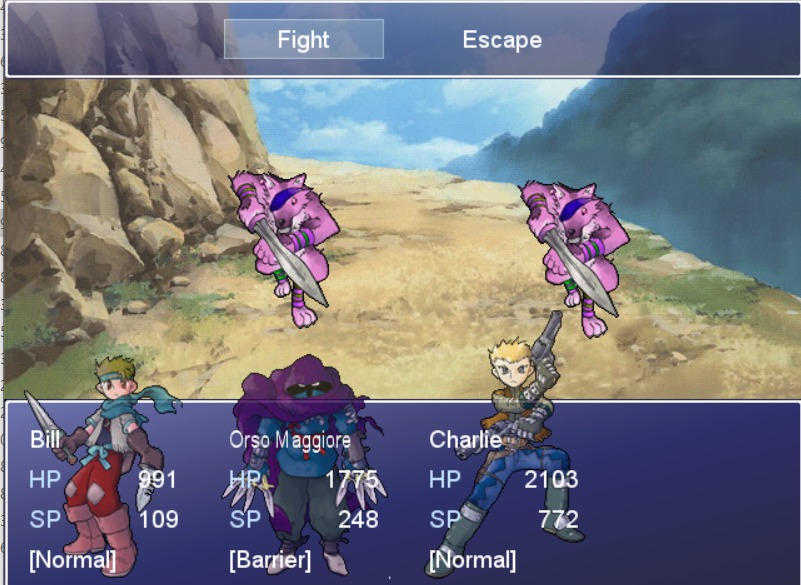 Fight Escape
Bill Orso Maggiore Charlie
HP 991 HP 1775 HP 2103
SP 109 SP 248 SP 772
[Normal] [Barrier] [Normal]